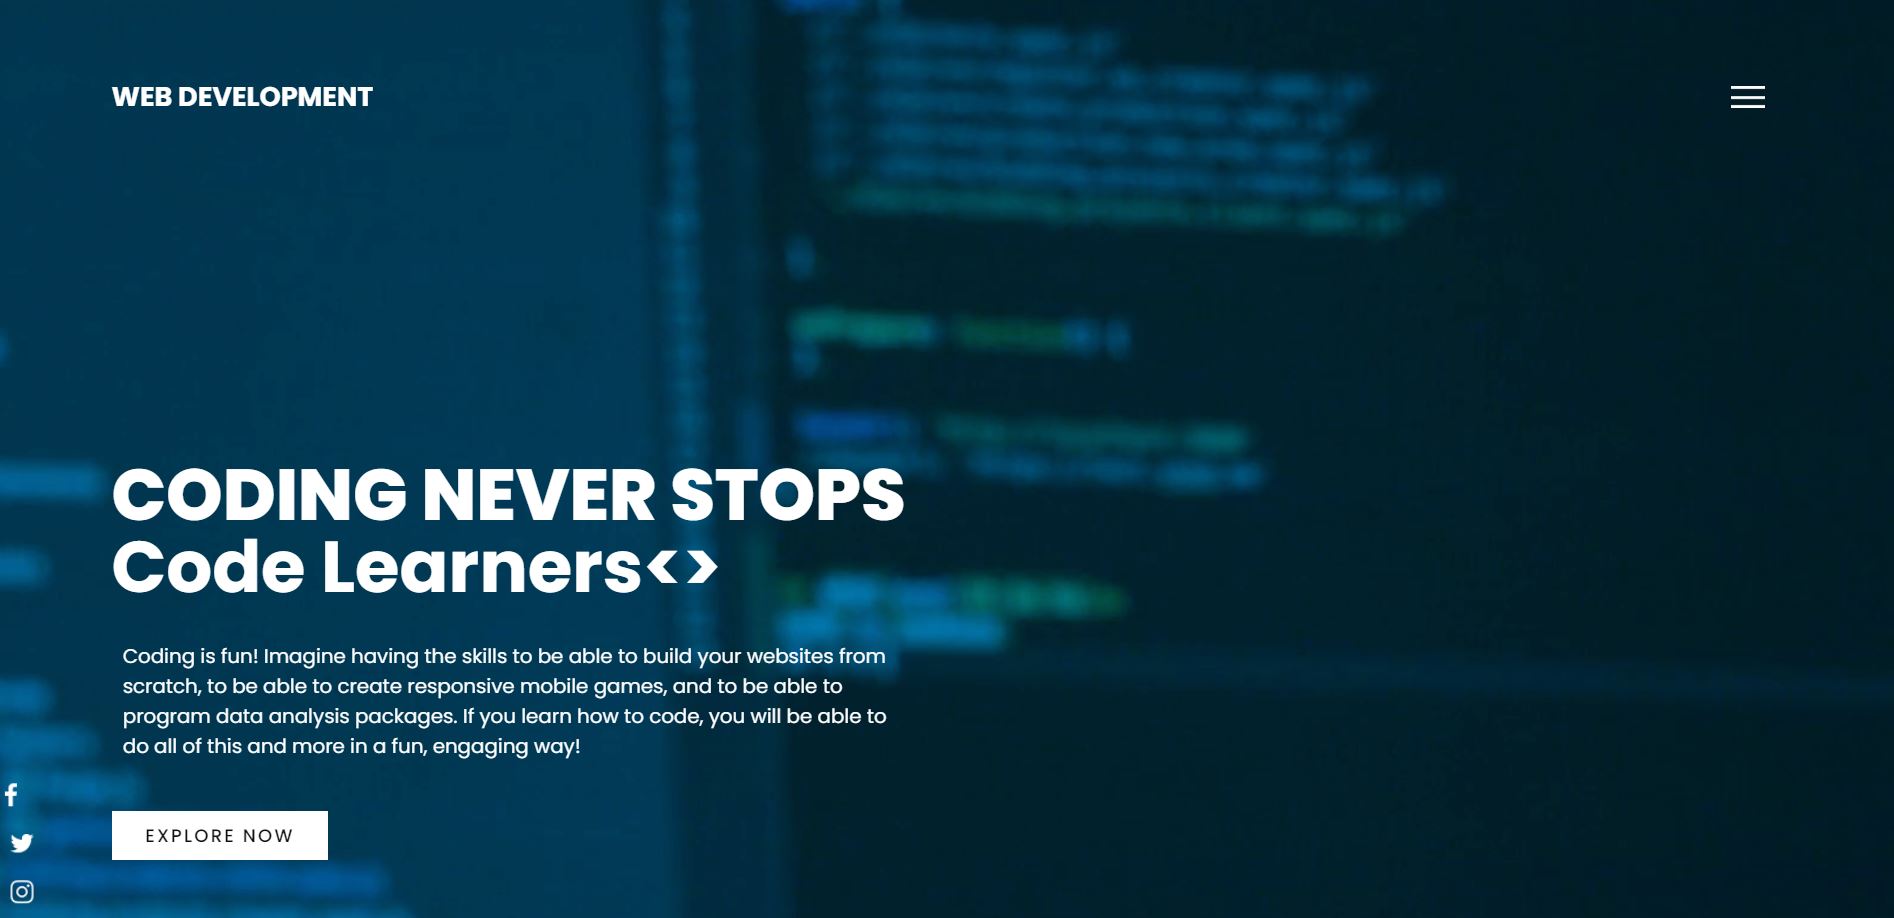 WEB DEVELOPMENT
CODING NEVER STOPS
Code Learners<>
Coding is fun! Imagine having the skills to be able to build your websites from
scratch, to be able to create responsive mobile games, and to be able to
program data analysis packages. If you learn how to code, you will be able to
do all of this and more in a fun, engaging way!
EXPLORE NOW